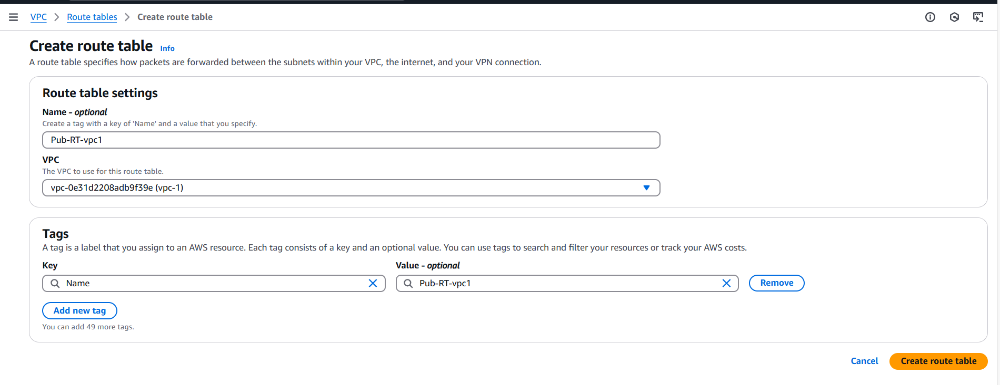 VPC > Route tables > Create route table
Create route table Info
A route table specifies how packets are forwarded between the subnets within your VPC, the internet, and your VPN connection.
Route table settings
Name - optional
Create a tag with a key of 'Name' and a value that you specify.
Pub-RT-vpc1
VPC
The VPC to use for this route table.
vpc-0e31d2208adb9f39e (vpc-1)
Tags
A tag is a label that you assign to an AWS resource. Each tag consists of a key and an optional value. You can use tags to search and filter your resources or track your AWS costs.
Key Value - optional
Name Pub-RT-vpc1 Remove
Add new tag
You can add 49 more tags.
Cancel Create route table